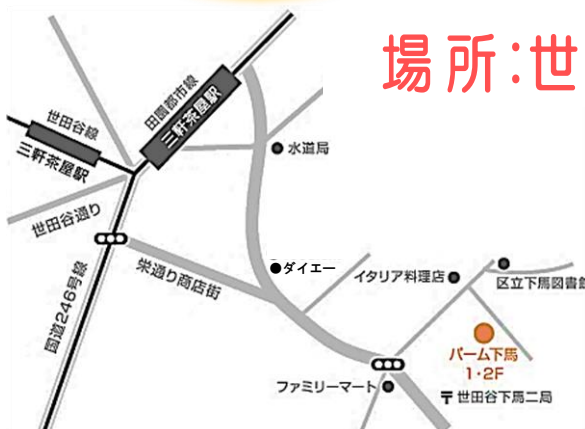 場所:世
田園都市線
三軒茶屋駅
世田谷線
三軒茶屋駅
水道局
世田谷通り
栄通り商店街
ダイエー
イタリア料理店
区立下馬図書館
国道246号線
パーム下馬
1・2F
ファミリーマート
〒世田谷下馬二局